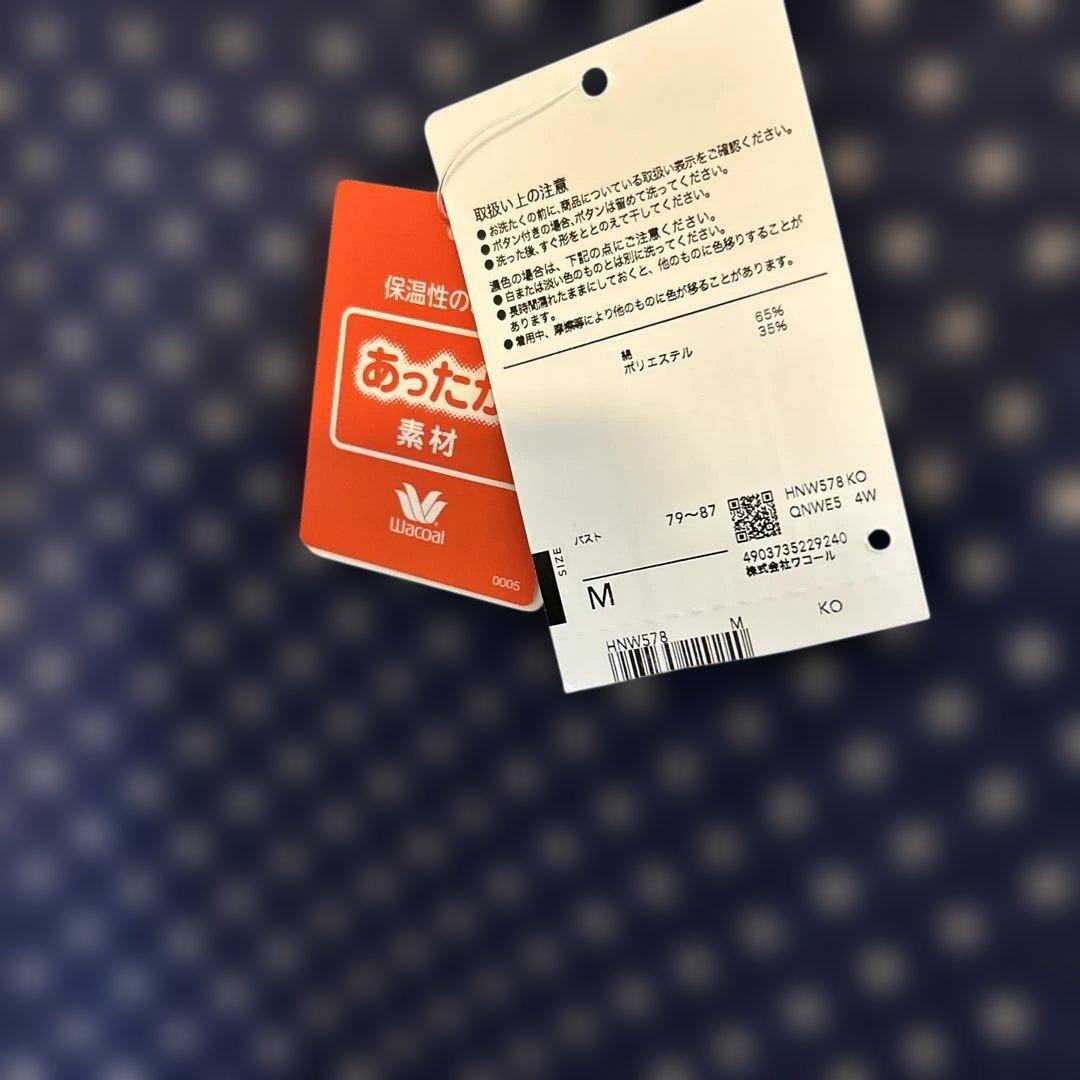 保温性の
あったか
素材
Wacoal
0005
取扱い上の注意
●お洗たくの前に、商品についている取扱い表示をご確認ください。
●ボタン付きの場合、ボタンは留めて洗ってください。
●洗った後、すぐ形をととのえて干してください。
濃色の場合は、下記の点にご注意ください。
●白または淡い色のものとは別に洗ってください。
●長時間濡れたままにしておくと、他のものに色移りすることが
あります。
●着用中、摩擦等により他のものに色が移ることがあります。
綿 65%
ポリエステル 35%
バスト 79〜87
HNW578 KO
QNWE5 4W
4903735229240
株式会社ワコール
SIZE
M
KO
HNW578 M